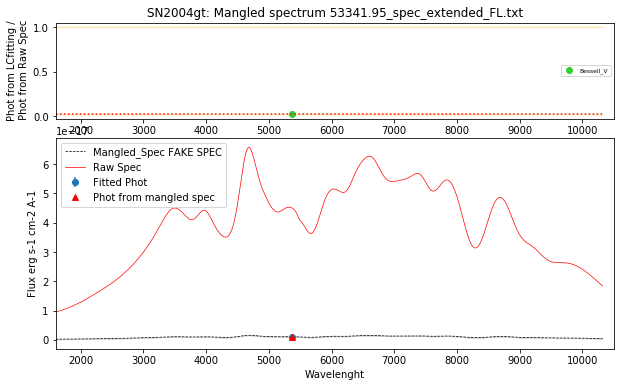 SN2004gt: Mangled spectrum 53341.95_spec_extended_FL.txt
Phot from LCfitting /
Phot from Raw Spec
1.0
0.5
0.0
Bessell_V
2000 3000 4000 5000 6000 7000 8000 9000 10000
1e−17
Mangled_Spec FAKE SPEC
Raw Spec
Fitted Phot
Phot from mangled spec
Flux erg s-1 cm-2 A-1
6
5
4
3
2
1
0
2000 3000 4000 5000 6000 7000 8000 9000 10000
Wavelenght